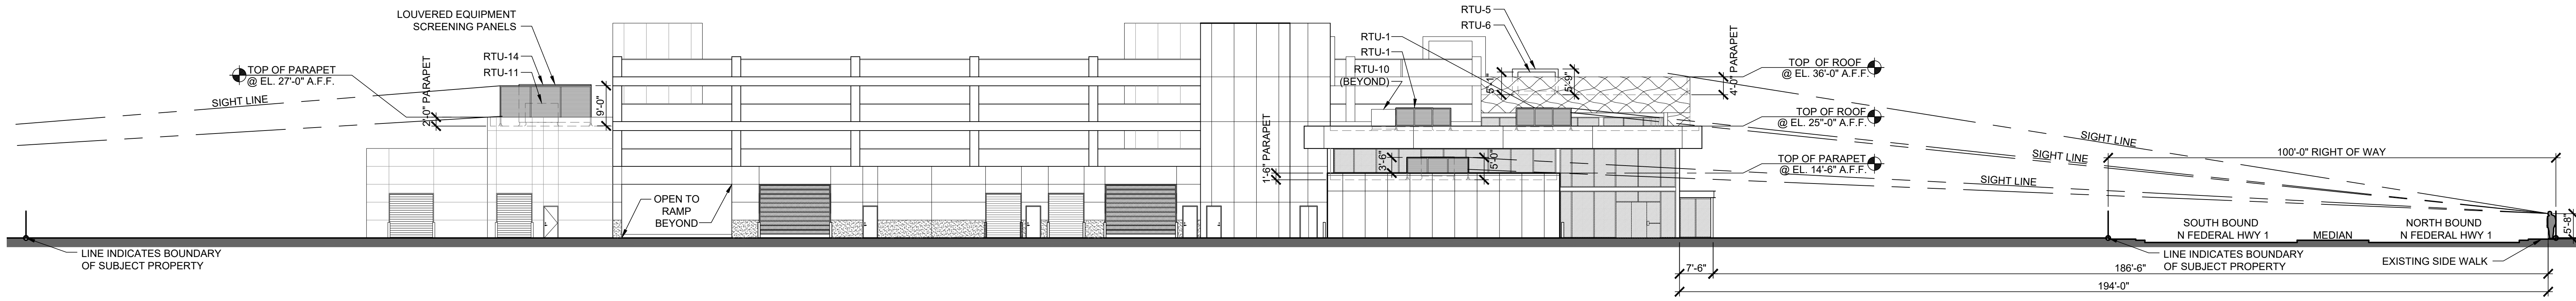 LOUVERED EQUIPMENT
SCREENING PANELS
RTU-14
RTU-11
TOP OF PARAPET
@ EL. 27'-0" A.F.F.
SIGHT LINE
2'-0" PARAPET
9'-0"
OPEN TO
RAMP
BEYOND
LINE INDICATES BOUNDARY
OF SUBJECT PROPERTY
RTU-5
RTU-6
RTU-1
RTU-1
RTU-10
(BEYOND)
5'-1"
5'-9"
4'-0" PARAPET
1'-6" PARAPET
3'-6"
5'-0"
TOP OF ROOF
@ EL. 36'-0" A.F.F.
TOP OF ROOF
@ EL. 25"-0" A.F.F.
TOP OF PARAPET
@ EL. 14'-6" A.F.F.
SIGHT LINE
SIGHT LINE
SIGHT LINE
100'-0" RIGHT OF WAY
SOUTH BOUND
N FEDERAL HWY 1
MEDIAN
NORTH BOUND
N FEDERAL HWY 1
5'-8"
LINE INDICATES BOUNDARY
OF SUBJECT PROPERTY
EXISTING SIDE WALK
7'-6"
186'-6"
194'-0"